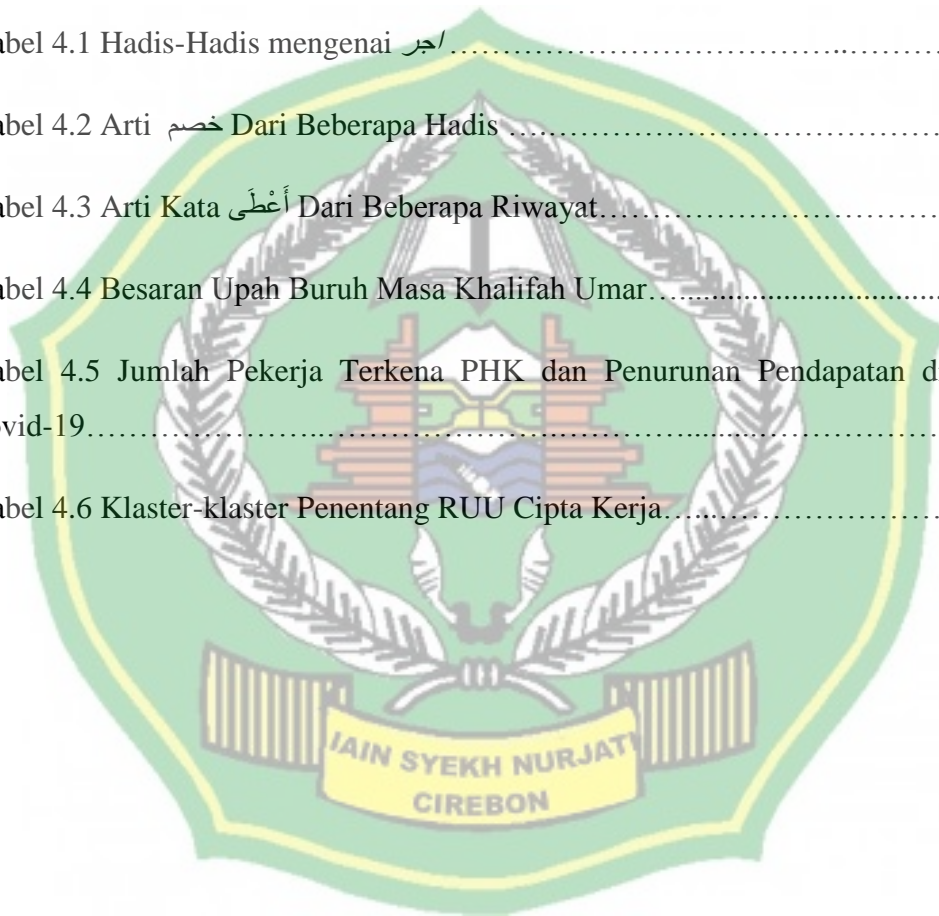 abel 4.1 Hadis-Hadis mengenai اجر……………………………………..…………
abel 4.2 Arti خصم Dari Beberapa Hadis ….……………………………………
abel 4.3 Arti Kata أَعْطَى Dari Beberapa Riwayat……………………………
abel 4.4 Besaran Upah Buruh Masa Khalifah Umar…..............................
abel 4.5 Jumlah Pekerja Terkena PHK dan Penurunan Pendapatan d
ovid-19……………………..……………………..……………...........……………………
abel 4.6 Klaster-klaster Penentang RUU Cipta Kerja…...……………………
IAIN SYEKH NURJATI
CIREBON